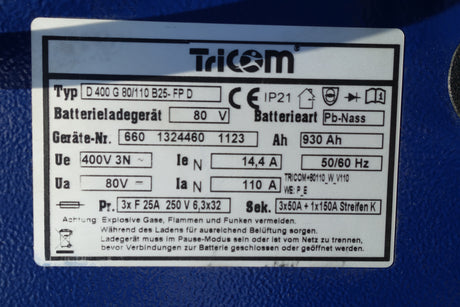 TRICOM
Typ D 400 G 80/110 B25- FP D CE IP21
Batterieladegerät 80 V Batterieart Pb-Nass
Geräte-Nr. 660 1324460 1123 Ah 930 Ah
Ue 400V 3N ~ Ie N 14,4 A 50/60 Hz
Ua 80V Ia N 110 A TRICOM+80110_W_V110
WE: P_E
Pr. 3x F 25A 250 V 6,3x32 Sek. 3x50A + 1x150A Streifen K
Achtung: Explosive Gase, Flammen und Funken vermeiden.
Während des Ladens für ausreichend Belüftung sorgen.
Ladegerät muss im Pause-Modus sein oder ist vom Netz zu trennen,
bevor Verbindungen zur Batterie geschlossen oder geöffnet werden!